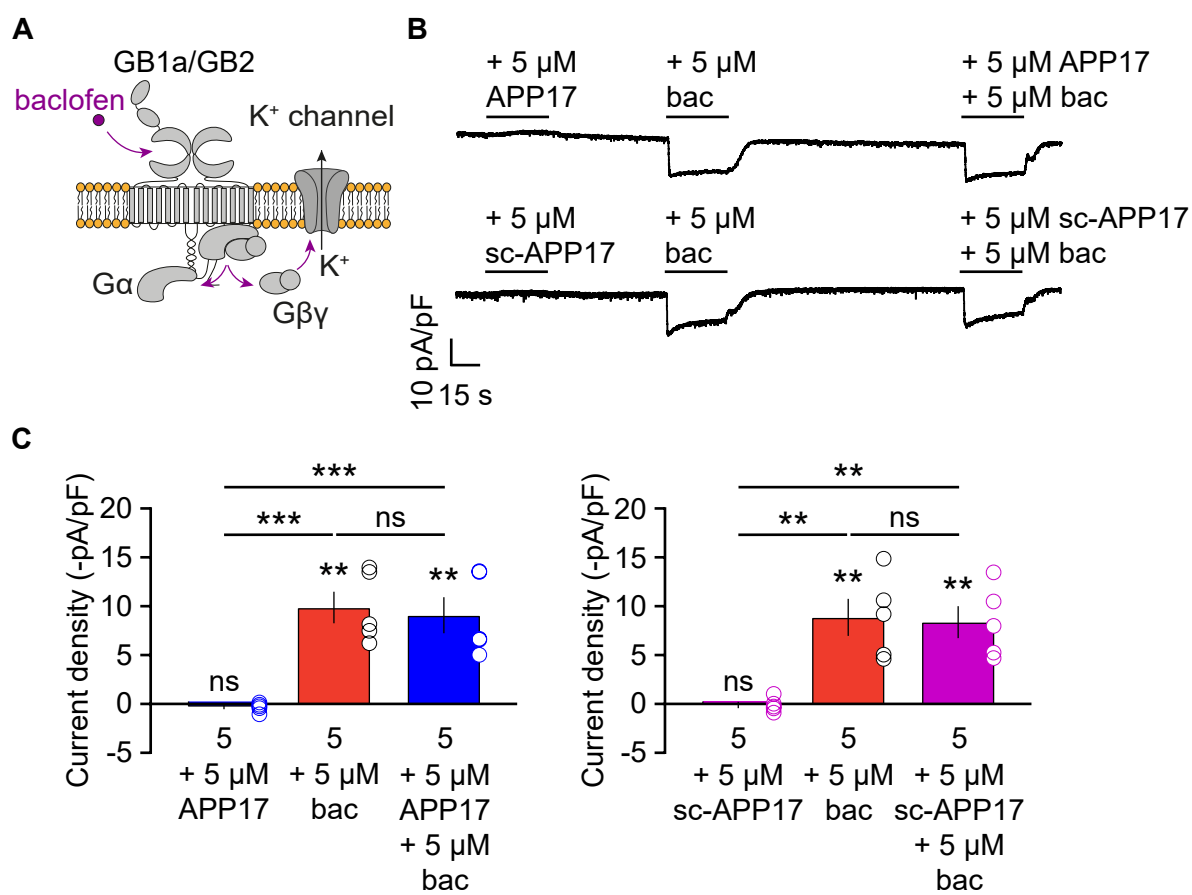 A
GB1a/GB2
baclofen
K⁺ channel
Gα
Gβγ
K⁺
B
+ 5 µM
APP17
+ 5 µM
bac
+ 5 µM APP17
+ 5 µM bac
+ 5 µM
sc-APP17
+ 5 µM
bac
+ 5 µM sc-APP17
+ 5 µM bac
10 pA/pF
15 s
C
Current density (-pA/pF)
20
15
10
5
0
-5
***
***
ns
ns
**
**
5
5
5
+ 5 µM
APP17
+ 5 µM
bac
+ 5 µM
APP17
+ 5 µM
bac
Current density (-pA/pF)
20
15
10
5
0
-5
**
**
ns
ns
**
**
5
5
5
+ 5 µM
sc-APP17
+ 5 µM
bac
+ 5 µM
sc-APP17
+ 5 µM
bac